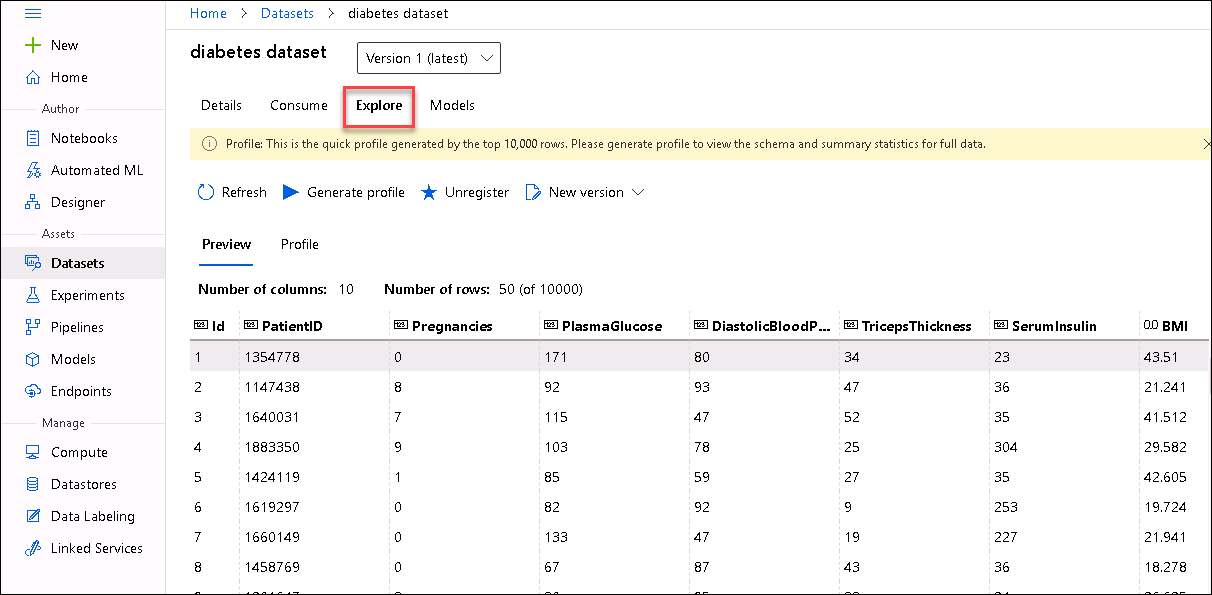 Home > Datasets > diabetes dataset
New
Home
Author
Notebooks
Automated ML
Designer
Assets
Datasets
Experiments
Pipelines
Models
Endpoints
Manage
Compute
Datastores
Data Labeling
Linked Services
diabetes dataset Version 1 (latest)
Details Consume Explore Models
Profile: This is the quick profile generated by the top 10,000 rows. Please generate profile to view the schema and summary statistics for full data.
Refresh Generate profile Unregister New version
Preview Profile
Number of columns: 10 Number of rows: 50 (of 10000)
123 Id 123 PatientID 123 Pregnancies 123 PlasmaGlucose 123 DiastolicBloodP... 123 TricepsThickness 123 SerumInsulin 0.0 BMI
1 1354778 0 171 80 34 23 43.51
2 1147438 8 92 93 47 36 21.241
3 1640031 7 115 47 52 35 41.512
4 1883350 9 103 78 25 304 29.582
5 1424119 1 85 59 27 35 42.605
6 1619297 0 82 92 9 253 19.724
7 1660149 0 133 47 19 227 21.941
8 1458769 0 67 87 43 36 18.278